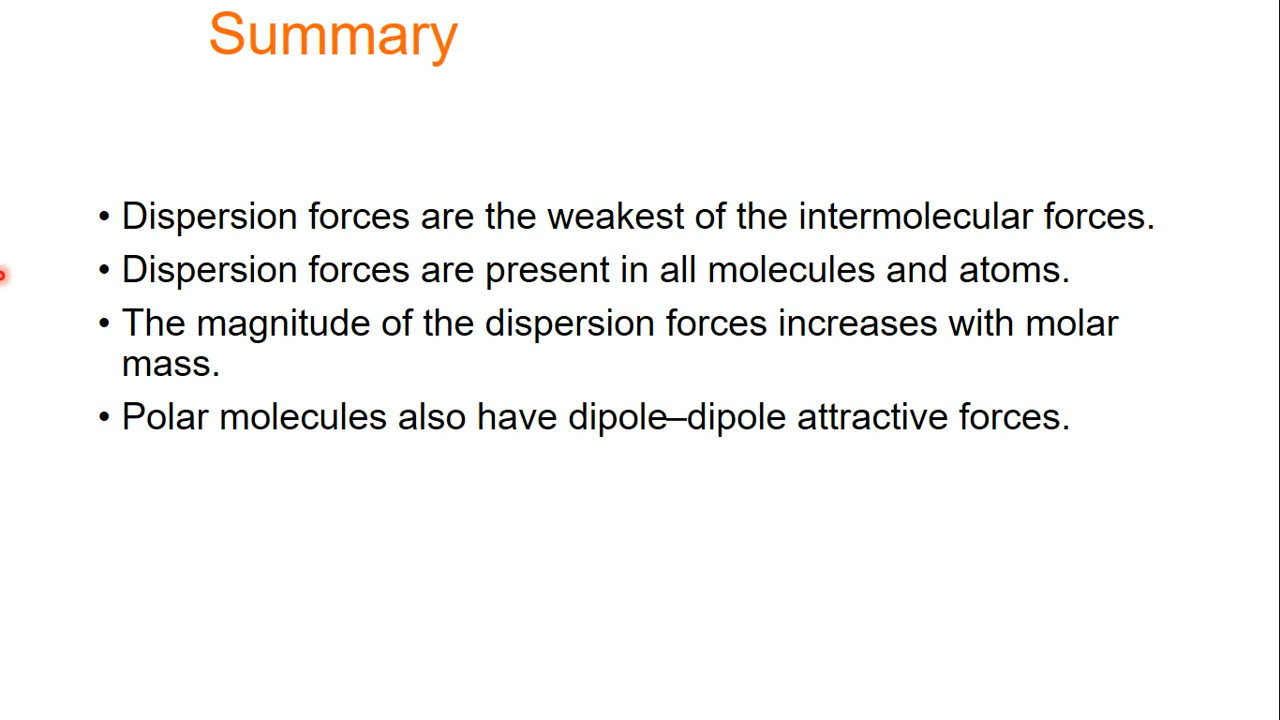 Summary
• Dispersion forces are the weakest of the intermolecular forces.
• Dispersion forces are present in all molecules and atoms.
• The magnitude of the dispersion forces increases with molar
mass.
• Polar molecules also have dipole–dipole attractive forces.